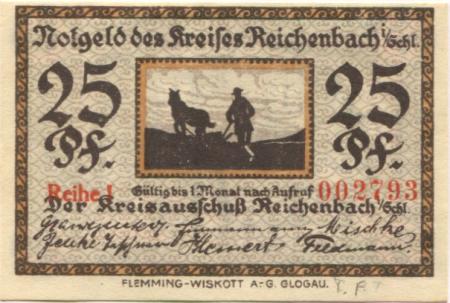 Notgeld des Kreises Reichenbach i/Schl.
25 Pf.
25 Pf.
Reihe I
Gültig bis 1 Monat nach Aufruf
002793
Der Kreisausschuß Reichenbach i/Schl.
FLEMMING-WISKOTT A.-G. GLOGAU.